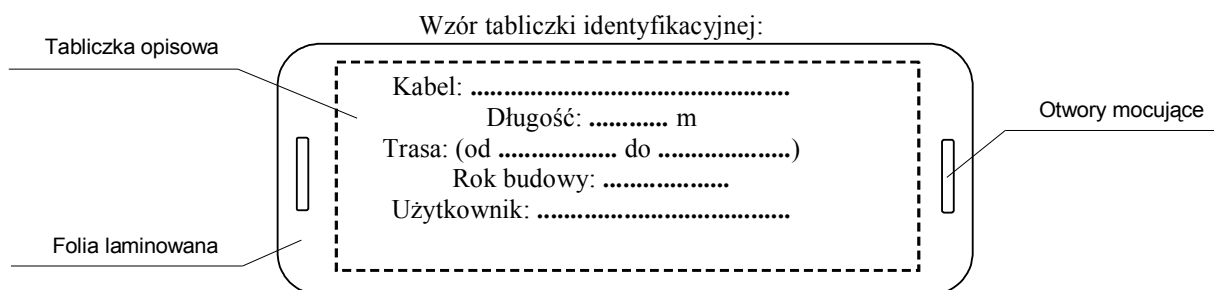 Wzór tabliczki identyfikacyjnej:
Tabliczka opisowa
Kabel: ................................................
Długość: ............ m
Otwory mocujące
Trasa: (od .................. do ....................)
Rok budowy: ...................
Użytkownik: ......................................
Folia laminowana